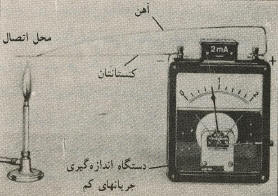 آهن
محل اتصال
کنستانتان
2mA
- +
دستگاه اندازه‌گیری
جریانهای کم